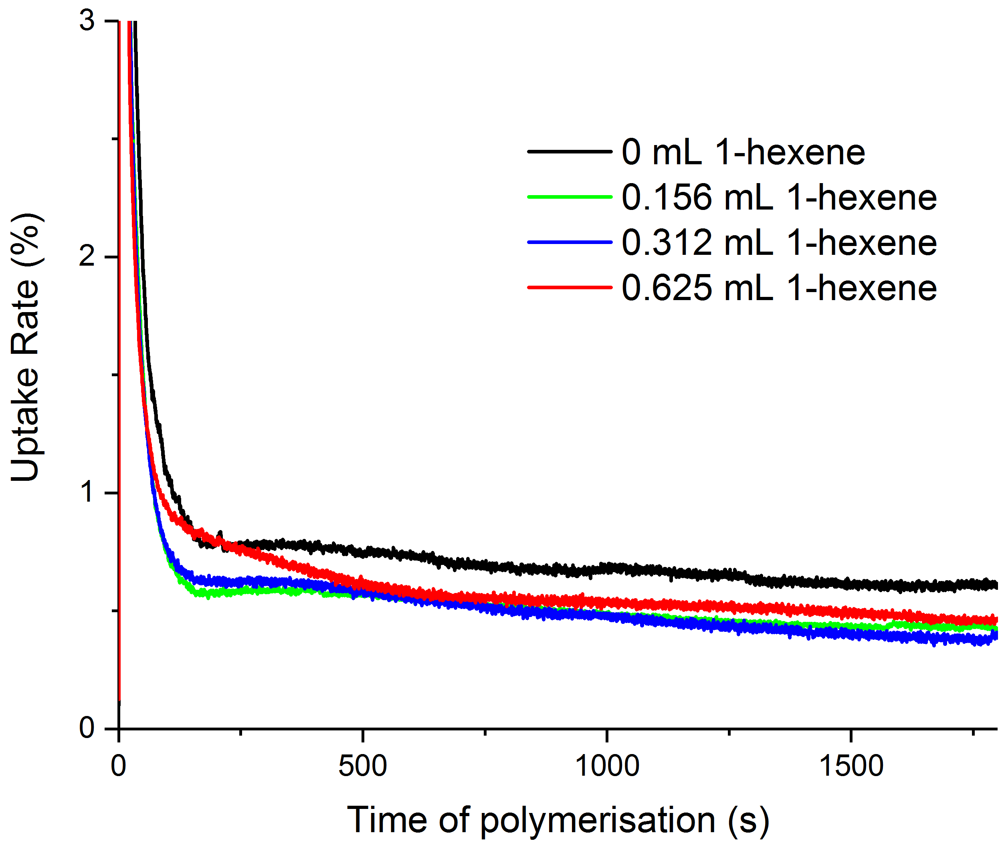 3
2
1
0
Uptake Rate (%)
0 mL 1-hexene
0.156 mL 1-hexene
0.312 mL 1-hexene
0.625 mL 1-hexene
0 500 1000 1500
Time of polymerisation (s)